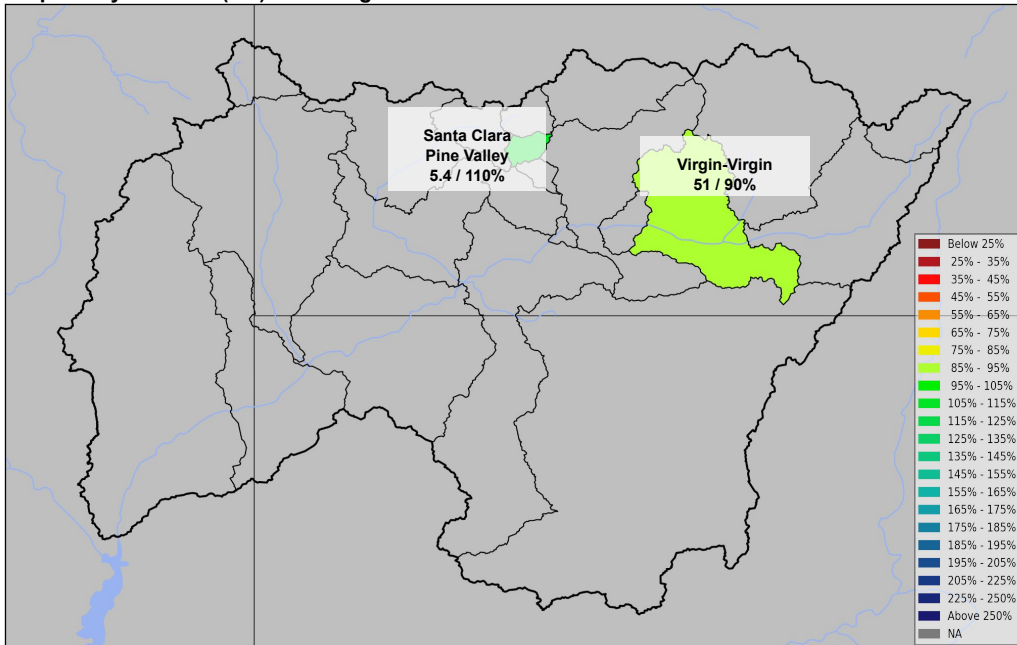 Santa Clara
Pine Valley
5.4 / 110%
Virgin-Virgin
51 / 90%
Below 25%
25% - 35%
35% - 45%
45% - 55%
55% - 65%
65% - 75%
75% - 85%
85% - 95%
95% - 105%
105% - 115%
115% - 125%
125% - 135%
135% - 145%
145% - 155%
155% - 165%
165% - 175%
175% - 185%
185% - 195%
195% - 205%
205% - 225%
225% - 250%
Above 250%
NA